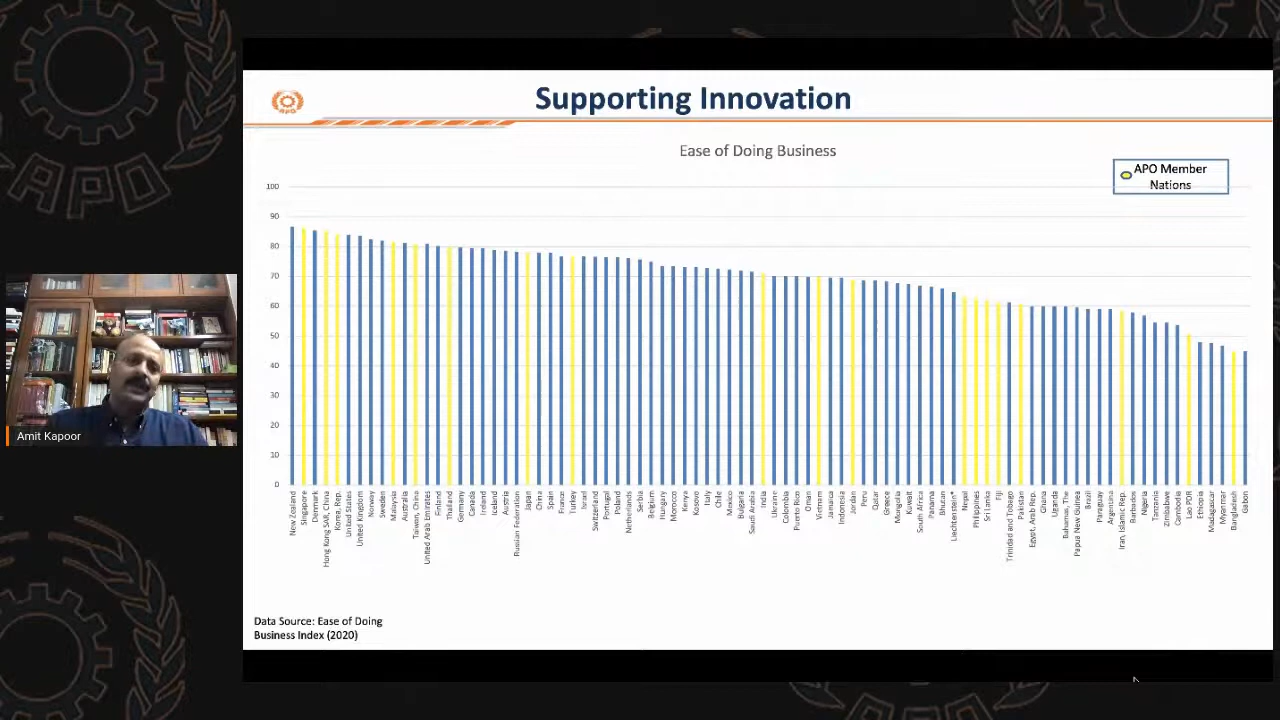 Supporting Innovation
APO
Ease of Doing Business
APO Member
Nations
100
90
80
70
60
50
40
30
20
10
0
New Zealand
Singapore
Denmark
Hong Kong SAR, China
Korea, Rep.
United States
United Kingdom
Norway
Sweden
Malaysia
Australia
Taiwan, China
United Arab Emirates
Finland
Thailand
Germany
Canada
Ireland
Iceland
Austria
Russian Federation
Japan
China
Spain
France
Turkey
Israel
Switzerland
Portugal
Poland
Netherlands
Serbia
Belgium
Hungary
Morocco
Kenya
Kosovo
Italy
Chile
Mexico
Bulgaria
Saudi Arabia
India
Ukraine
Colombia
Puerto Rico
Oman
Vietnam
Jamaica
Indonesia
Jordan
Peru
Qatar
Greece
Mongolia
Kuwait
South Africa
Panama
Bhutan
Nepal
Philippines
Sri Lanka
Fiji
Trinidad and Tobago
Pakistan
Egypt, Arab Rep.
Ghana
Uganda
Bahamas, The
Papua New Guinea
Brazil
Paraguay
Argentina
Iran, Islamic Rep.
Barbados
Nigeria
Tanzania
Zimbabwe
Cambodia
Lao PDR
Ethiopia
Madagascar
Myanmar
Bangladesh
Gabon
Data Source: Ease of Doing
Business Index (2020)
Amit Kapoor
APO